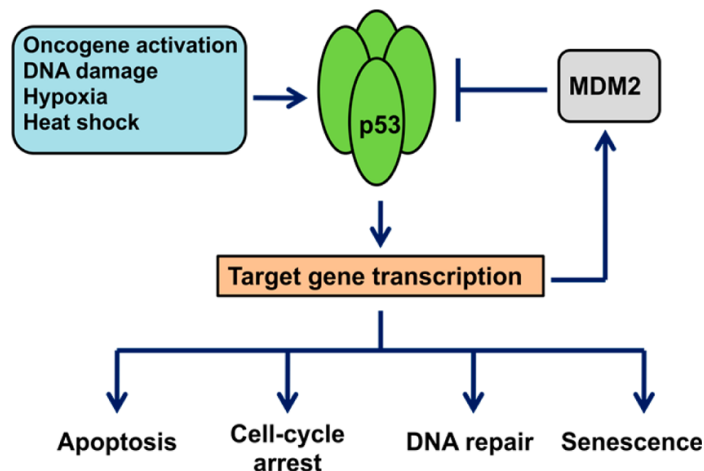 Oncogene activation
DNA damage
Hypoxia
Heat shock
p53
MDM2
Target gene transcription
Apoptosis
Cell-cycle
arrest
DNA repair
Senescence